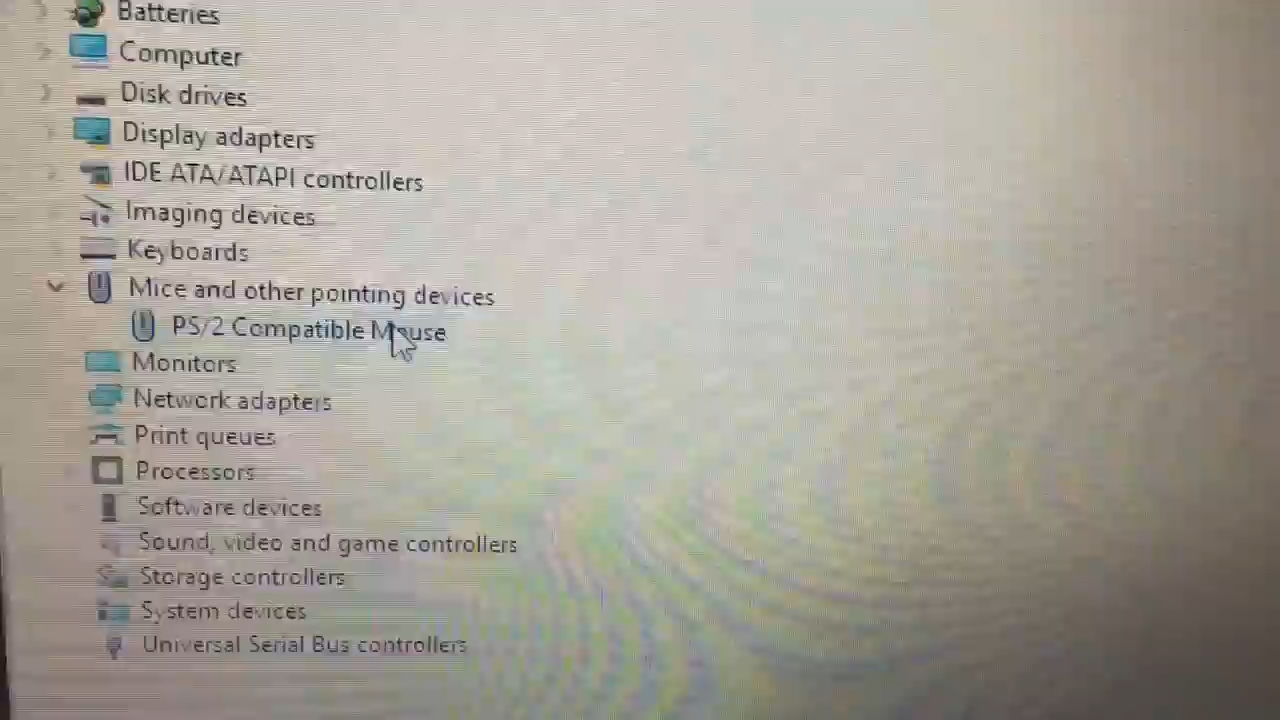 Batteries
Computer
Disk drives
Display adapters
IDE ATA/ATAPI controllers
Imaging devices
Keyboards
Mice and other pointing devices
PS/2 Compatible Mouse
Monitors
Network adapters
Print queues
Processors
Software devices
Sound, video and game controllers
Storage controllers
System devices
Universal Serial Bus controllers